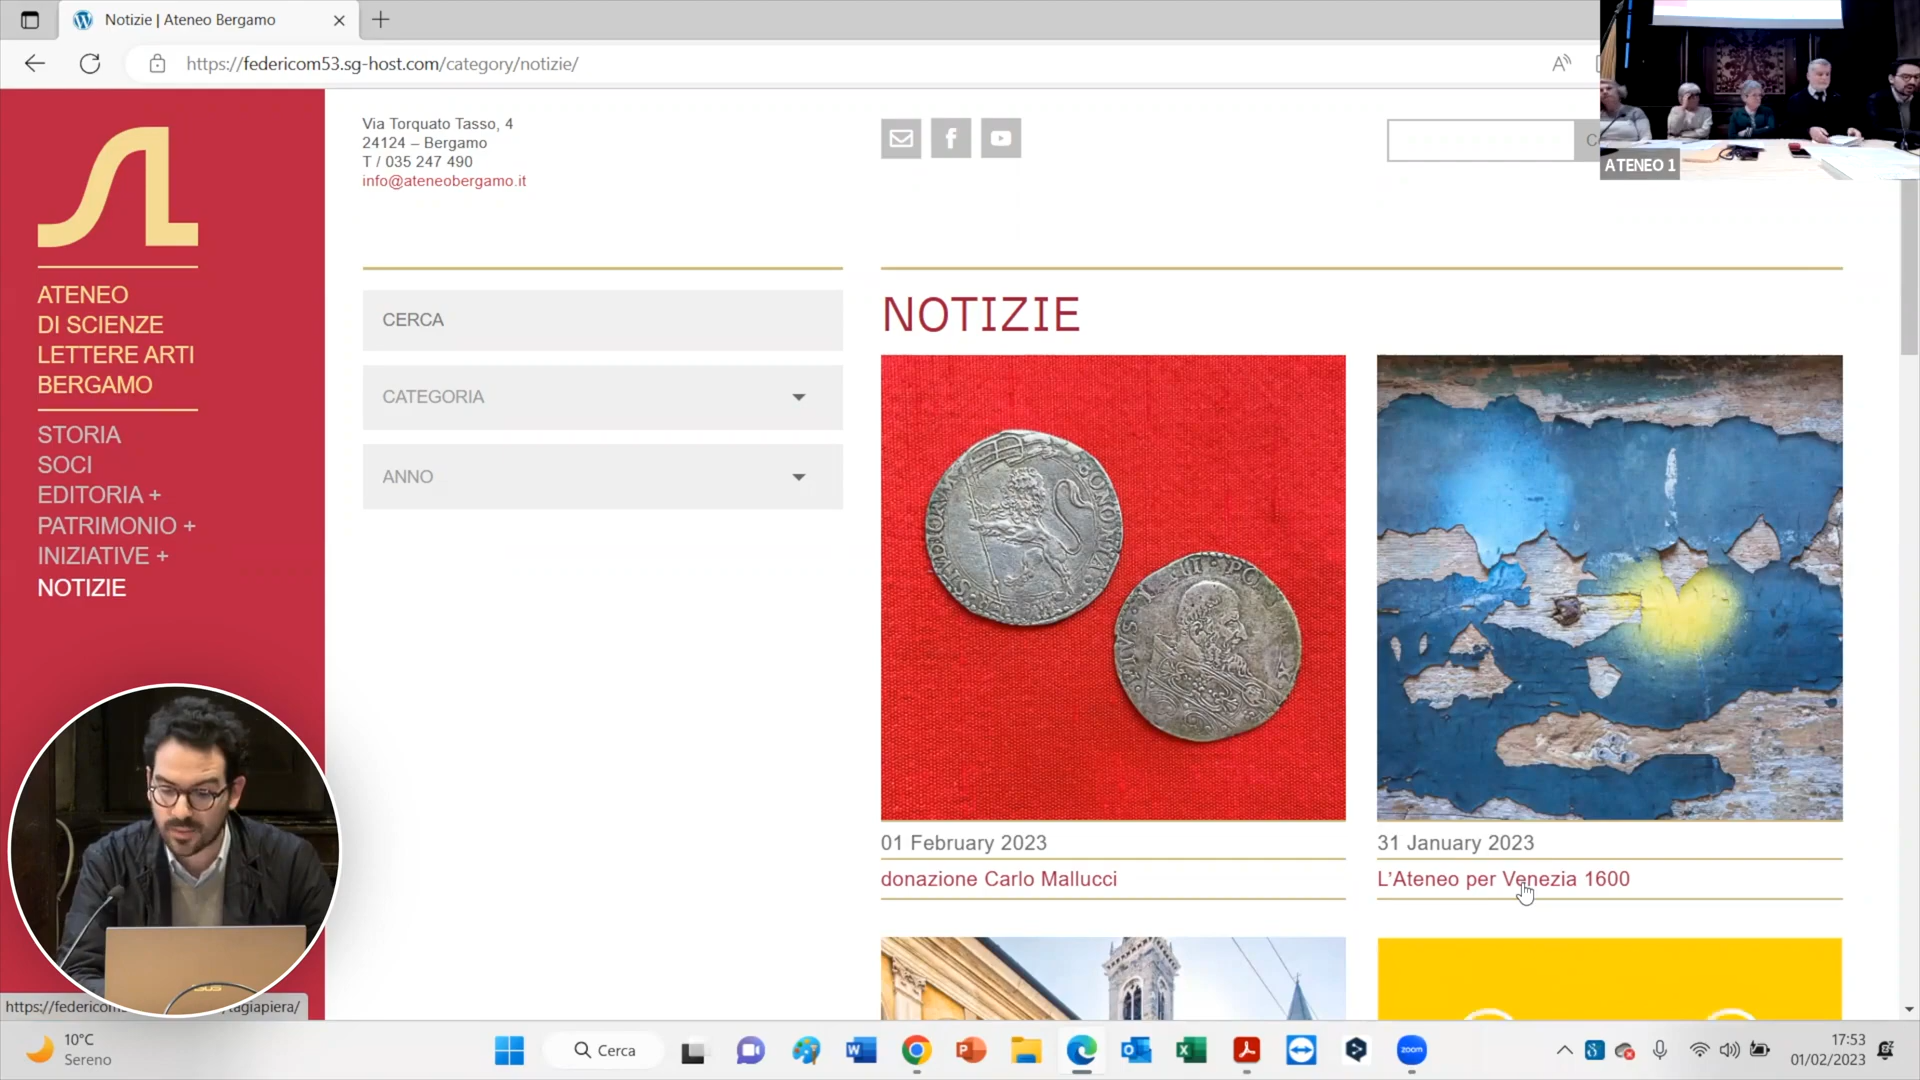 Notizie | Ateneo Bergamo
https://federicom53.sg-host.com/category/notizie/
ATENEO 1
Via Torquato Tasso, 4
24124 – Bergamo
T / 035 247 490
info@ateneobergamo.it
ATENEO
DI SCIENZE
LETTERE ARTI
BERGAMO
STORIA
SOCI
EDITORIA +
PATRIMONIO +
INIZIATIVE +
NOTIZIE
CERCA
CATEGORIA
ANNO
NOTIZIE
01 February 2023
donazione Carlo Mallucci
31 January 2023
L'Ateneo per Venezia 1600
10°C
Sereno
Cerca
zoom
17:53
01/02/2023